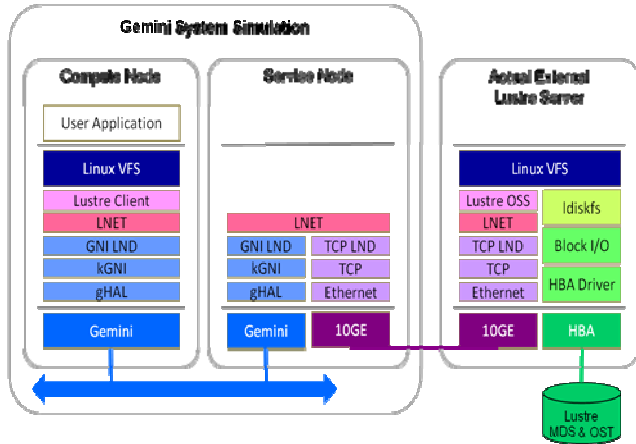 Gemini System Simulation
Compute Node
User Application
Linux VFS
Lustre Client
LNET
GNI LND
kGNI
gHAL
Gemini
Service Node
LNET
GNI LND
TCP LND
kGNI
TCP
gHAL
Ethernet
Gemini
10GE
Actual External
Lustre Server
Linux VFS
Lustre OSS
LNET
TCP LND
TCP
Ethernet
10GE
ldiskfs
Block I/O
HBA Driver
HBA
Lustre
MDS & OST